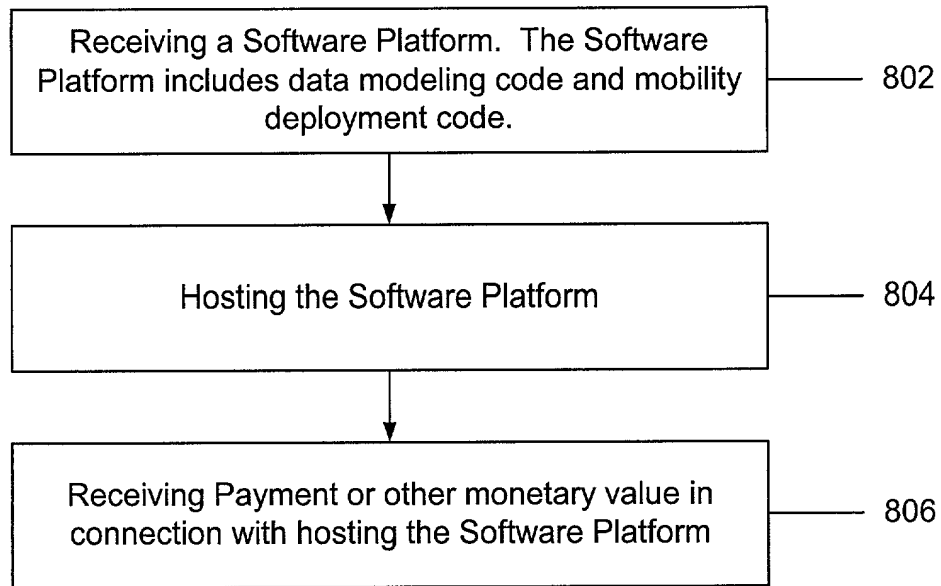 Receiving a Software Platform. The Software
Platform includes data modeling code and mobility
deployment code.
802
Hosting the Software Platform
804
Receiving Payment or other monetary value in
connection with hosting the Software Platform
806